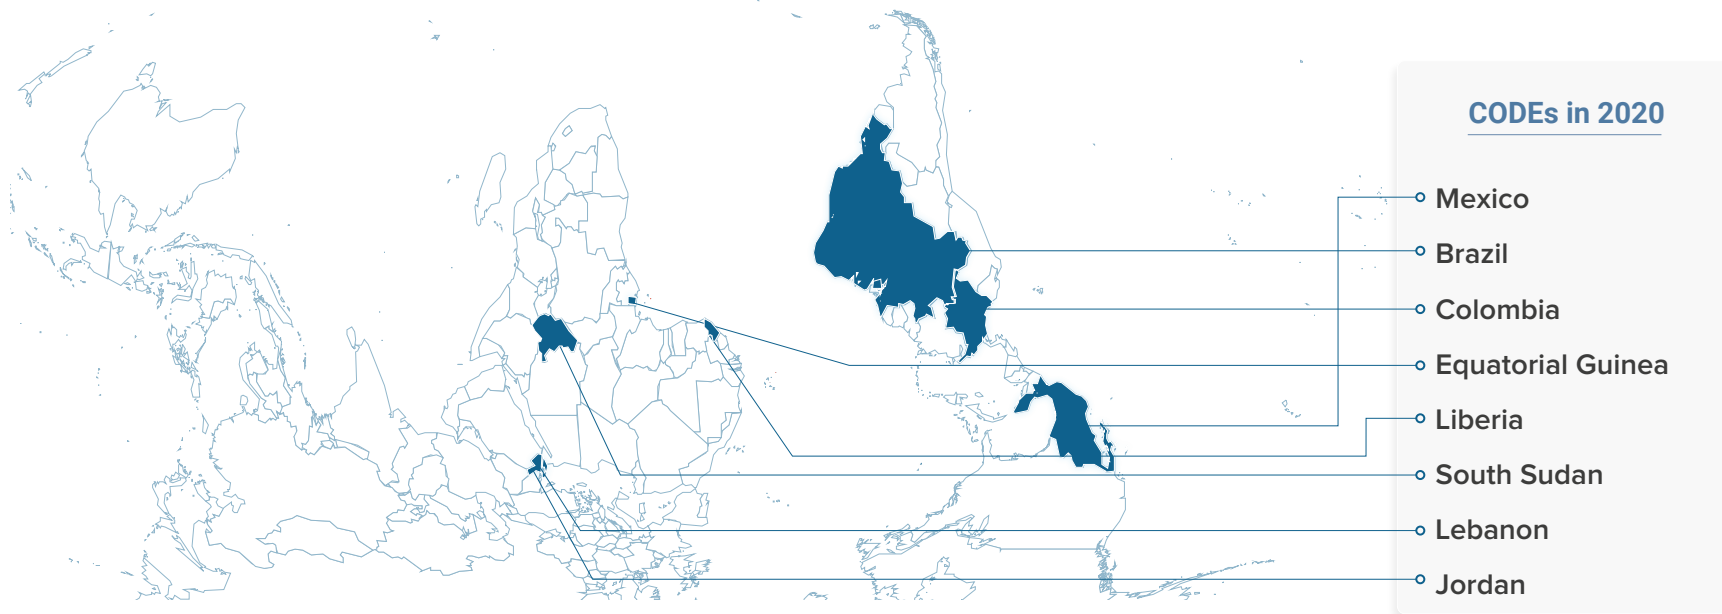 CODEs in 2020
Mexico
Brazil
Colombia
Equatorial Guinea
Liberia
South Sudan
Lebanon
Jordan